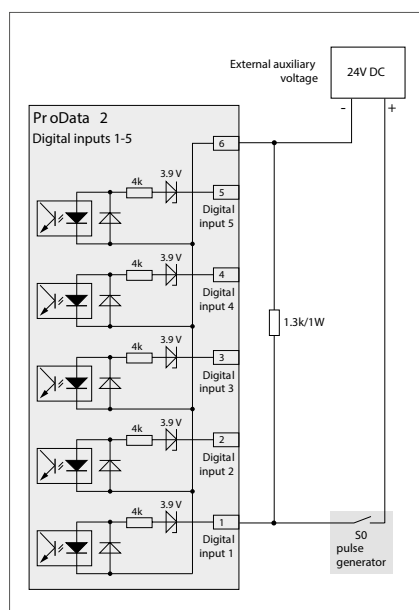 External auxiliary
voltage
24V DC
-
+
Pr oData 2
Digital inputs 1-5
6
3.9 V
4k
5
Digital
input 5
3.9 V
4k
4
Digital
input 4
3.9 V
4k
3
Digital
input 3
1.3k/1W
3.9 V
4k
2
Digital
input 2
3.9 V
4k
1
Digital
input 1
S0
pulse
generator